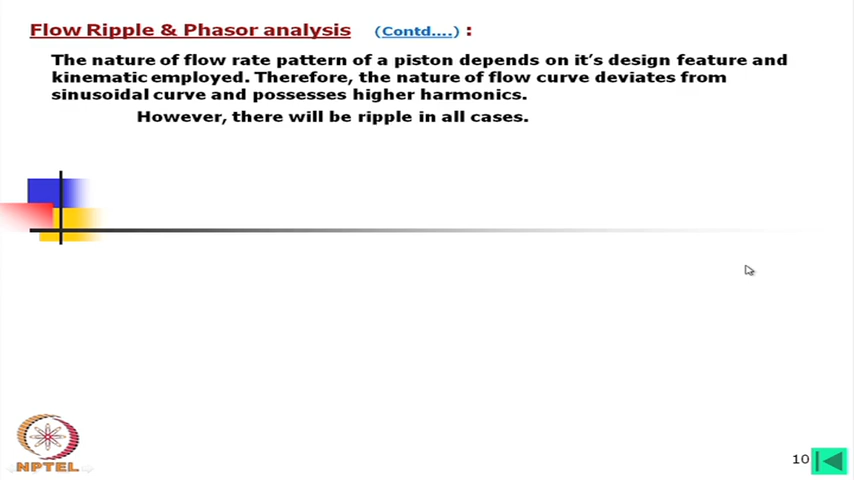 Flow Ripple & Phasor analysis (Contd....) :
The nature of flow rate pattern of a piston depends on it's design feature and
kinematic employed. Therefore, the nature of flow curve deviates from
sinusoidal curve and possesses higher harmonics.
However, there will be ripple in all cases.
NPTEL
10